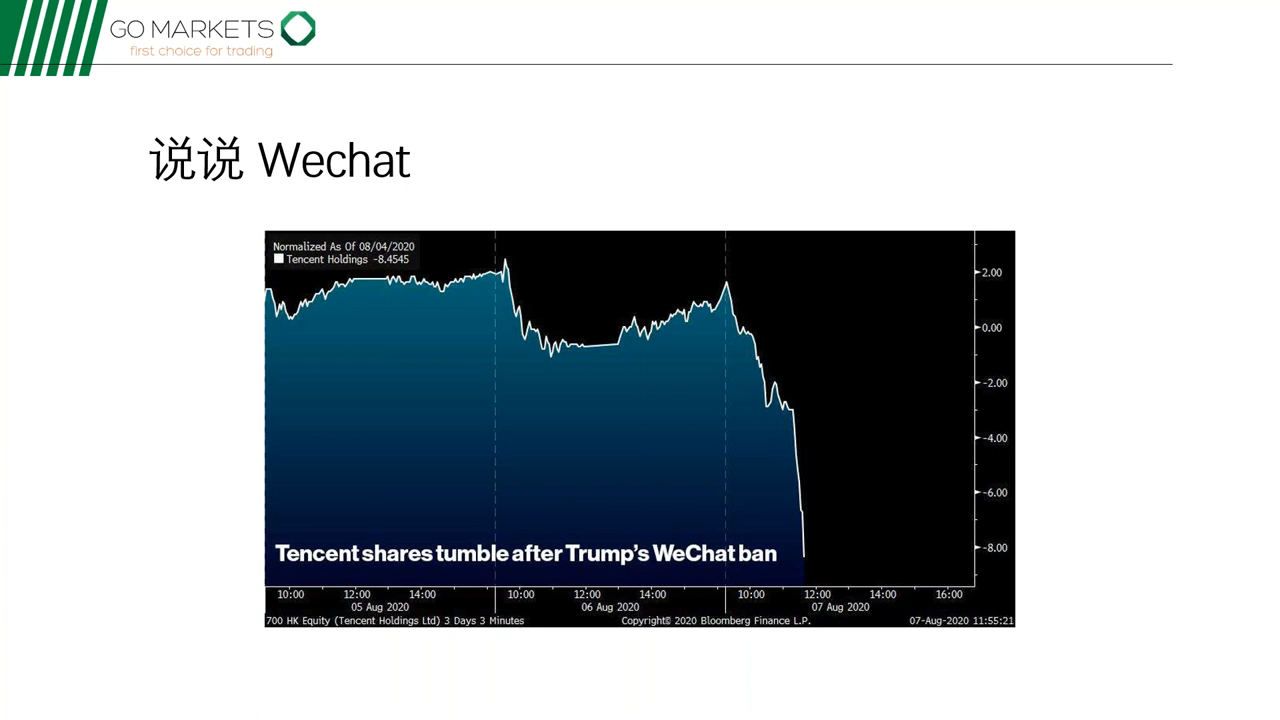 GO MARKETS
first choice for trading
说说 Wechat
Normalized As Of 08/04/2020
Tencent Holdings -8.4545
2.00
0.00
-2.00
-4.00
-6.00
-8.00
Tencent shares tumble after Trump's WeChat ban
10:00 12:00 14:00 10:00 12:00 14:00 10:00 12:00 14:00 16:00
05 Aug 2020 06 Aug 2020 07 Aug 2020
700 HK Equity (Tencent Holdings Ltd) 3 Days 3 Minutes Copyright© 2020 Bloomberg Finance L.P. 07-Aug-2020 11:55:21